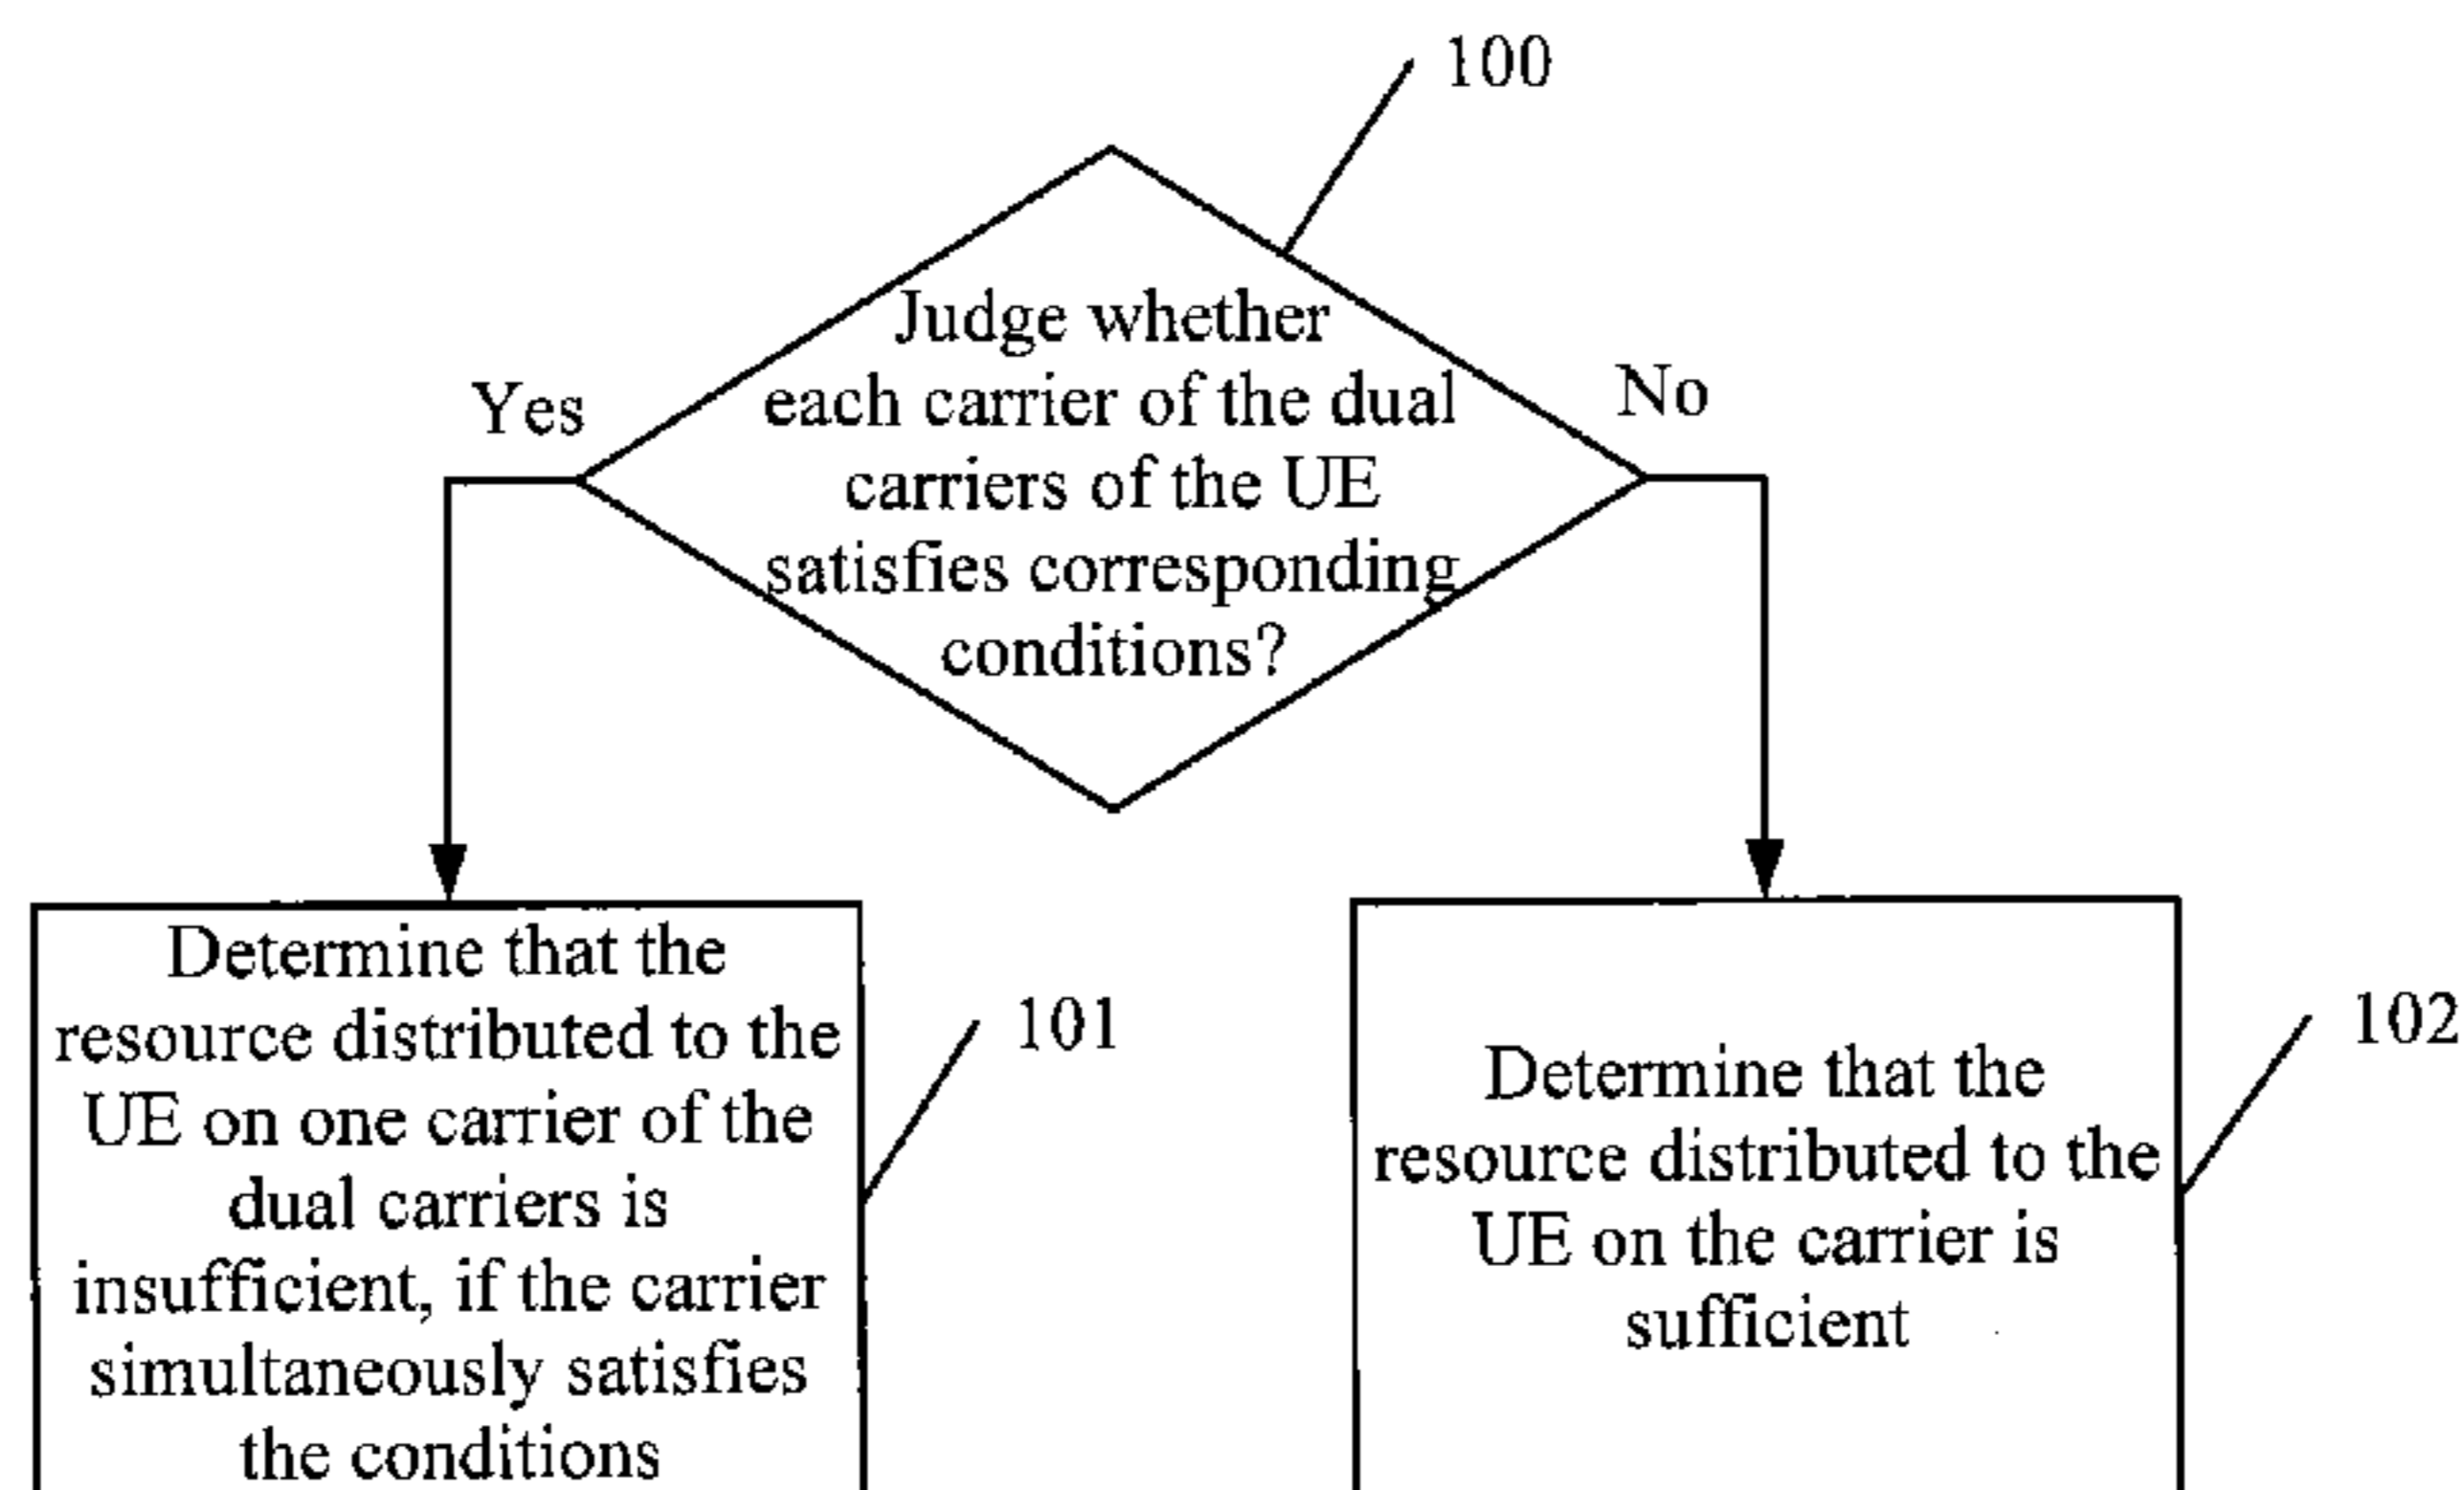 100
Judge whether
each carrier of the dual
carriers of the UE
satisfies corresponding
conditions?
Yes
No
Determine that the
resource distributed to the
UE on one carrier of the
dual carriers is
insufficient, if the carrier
simultaneously satisfies
the conditions
101
Determine that the
resource distributed to the
UE on the carrier is
sufficient
102